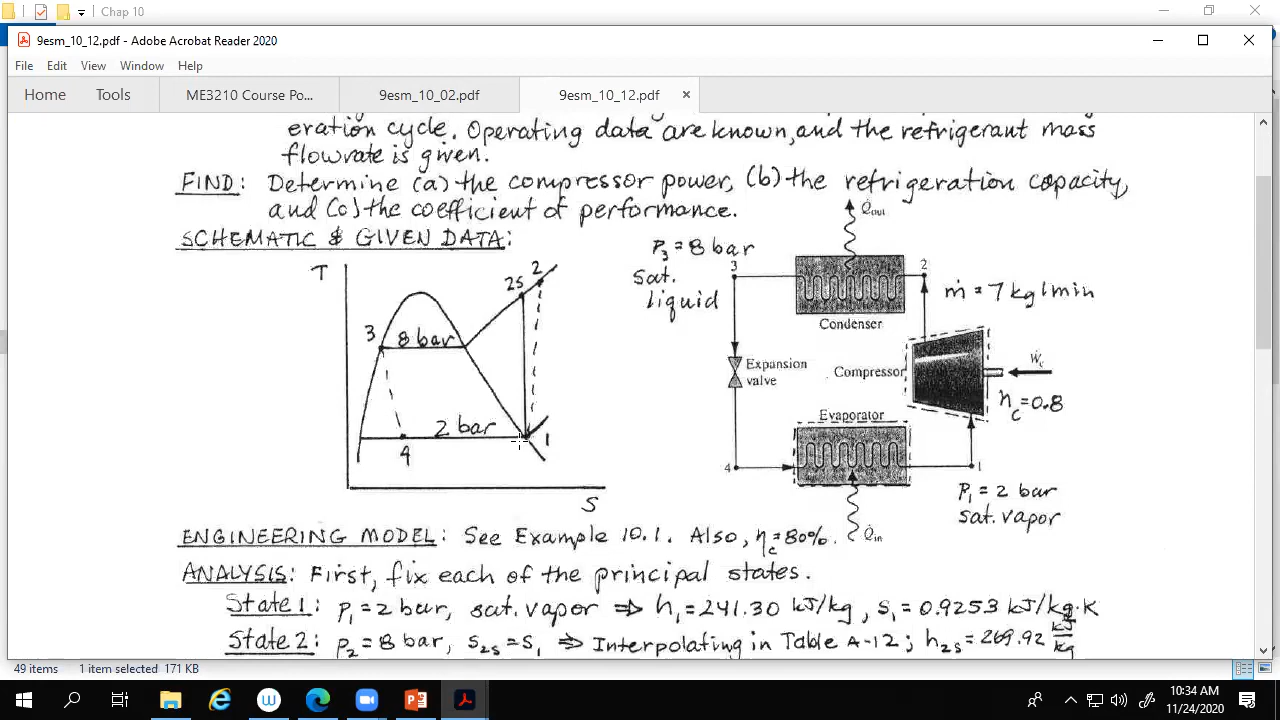 Chap 10
9esm_10_12.pdf - Adobe Acrobat Reader 2020
File Edit View Window Help
Home Tools ME3210 Course Po... 9esm_10_02.pdf 9esm_10_12.pdf ×
eration cycle. Operating data are known, and the refrigerant mass
flowrate is given.
FIND: Determine (a) the compressor power, (b) the refrigeration capacity,
and (c) the coefficient of performance.
SCHEMATIC & GIVEN DATA:
T
2s 2
3 8 bar
2 bar
4 1
S
Q̇out
P₃ = 8 bar
sat.
liquid
3 2
Condenser
ṁ = 7 kg/min
Expansion
valve
Compressor
Ẇc
ηc = 0.8
Evaporator
4 1
P₁ = 2 bar
sat. vapor
Q̇in
ENGINEERING MODEL: See Example 10.1. Also, ηc = 80%.
ANALYSIS: First, fix each of the principal states.
State 1: P₁ = 2 bar, sat. vapor ⇒ h₁ = 241.30 kJ/kg, s₁ = 0.9253 kJ/kg·K
State 2: P₂ = 8 bar, s₂s = s₁ ⇒ Interpolating in Table A-12; h₂s = 269.92 kJ/kg
49 items 1 item selected 171 KB
10:34 AM
11/24/2020